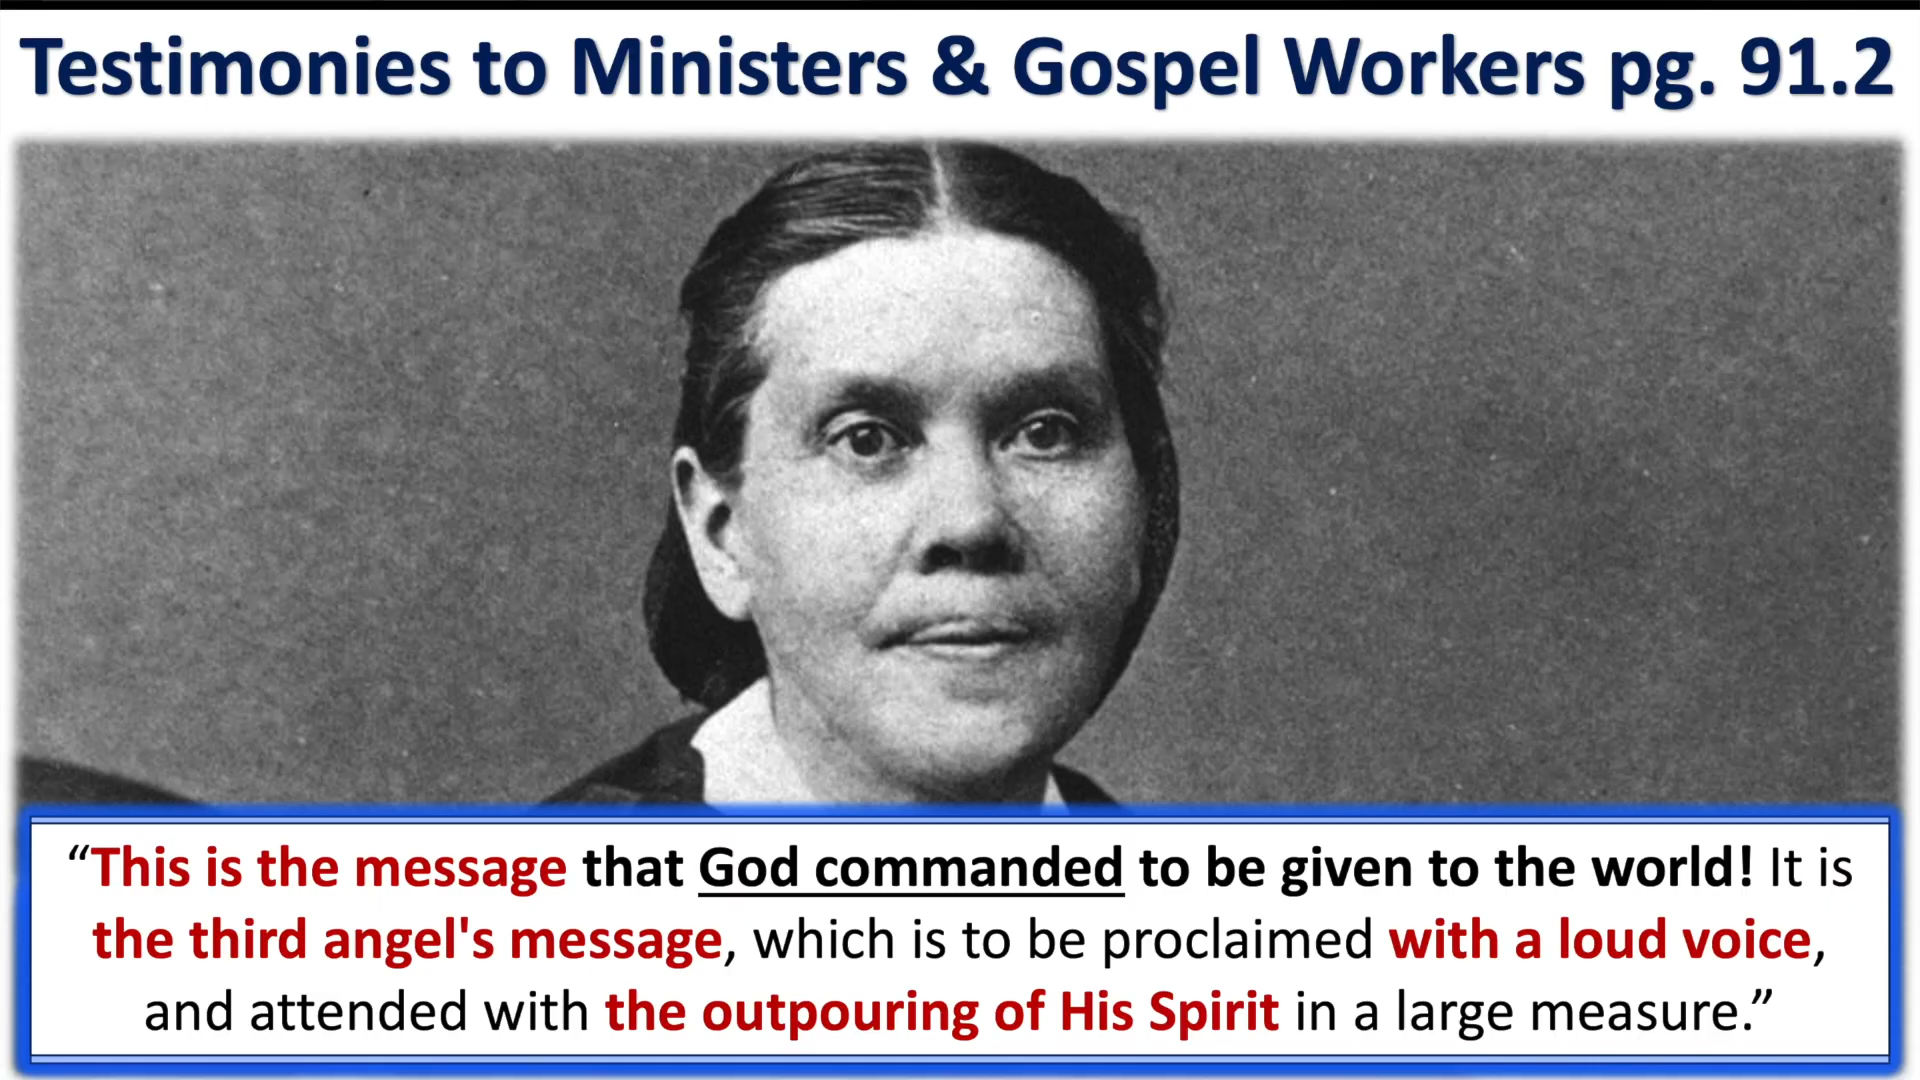 Testimonies to Ministers & Gospel Workers pg. 91.2
“This is the message that God commanded to be given to the world! It is
the third angel's message, which is to be proclaimed with a loud voice,
and attended with the outpouring of His Spirit in a large measure.”